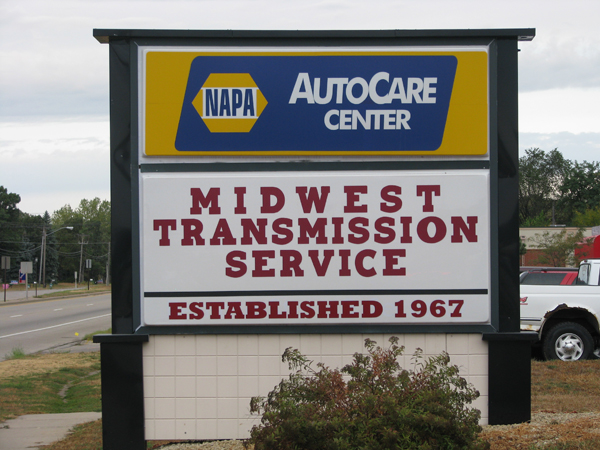 NAPA
AUTOCARE
CENTER
MIDWEST
TRANSMISSION
SERVICE
ESTABLISHED 1967